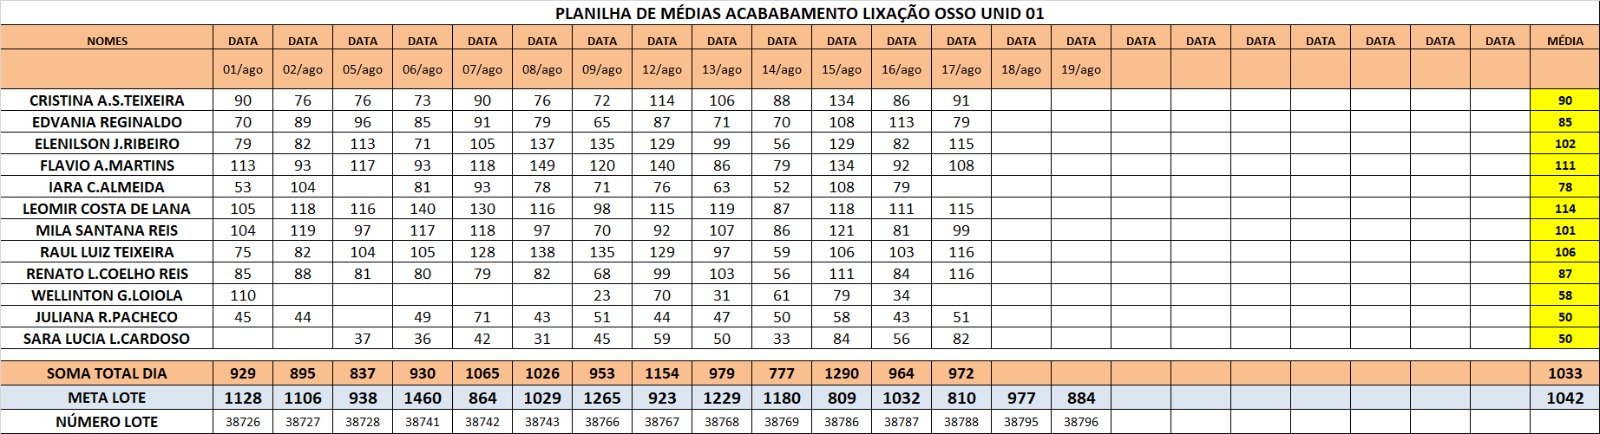 PLANILHA DE MÉDIAS ACABABAMENTO LIXAÇÃO OSSO UNID 01
NOMES DATA DATA DATA DATA DATA DATA DATA DATA DATA DATA DATA DATA DATA DATA DATA DATA DATA DATA DATA DATA DATA DATA MÉDIA
01/ago 02/ago 05/ago 06/ago 07/ago 08/ago 09/ago 12/ago 13/ago 14/ago 15/ago 16/ago 17/ago 18/ago 19/ago
CRISTINA A.S.TEIXEIRA 90 76 76 73 90 76 72 114 106 88 134 86 91 90
EDVANIA REGINALDO 70 89 96 85 91 79 65 87 71 70 108 113 79 85
ELENILSON J.RIBEIRO 79 82 113 71 105 137 135 129 99 56 129 82 115 102
FLAVIO A.MARTINS 113 93 117 93 118 149 120 140 86 79 134 92 108 111
IARA C.ALMEIDA 53 104 81 93 78 71 76 63 52 108 79 78
LEOMIR COSTA DE LANA 105 118 116 140 130 116 98 115 119 87 118 111 115 114
MILA SANTANA REIS 104 119 97 117 118 97 70 92 107 86 121 81 99 101
RAUL LUIZ TEIXEIRA 75 82 104 105 128 138 135 129 97 59 106 103 116 106
RENATO L.COELHO REIS 85 88 81 80 79 82 68 99 103 56 111 84 116 87
WELLINTON G.LOIOLA 110 23 70 31 61 79 34 58
JULIANA R.PACHECO 45 44 49 71 43 51 44 47 50 58 43 51 50
SARA LUCIA L.CARDOSO 37 36 42 31 45 59 50 33 84 56 82 50
SOMA TOTAL DIA 929 895 837 930 1065 1026 953 1154 979 777 1290 964 972 1033
META LOTE 1128 1106 938 1460 864 1029 1265 923 1229 1180 809 1032 810 977 884 1042
NÚMERO LOTE 38726 38727 38728 38741 38742 38743 38766 38767 38768 38769 38786 38787 38788 38795 38796